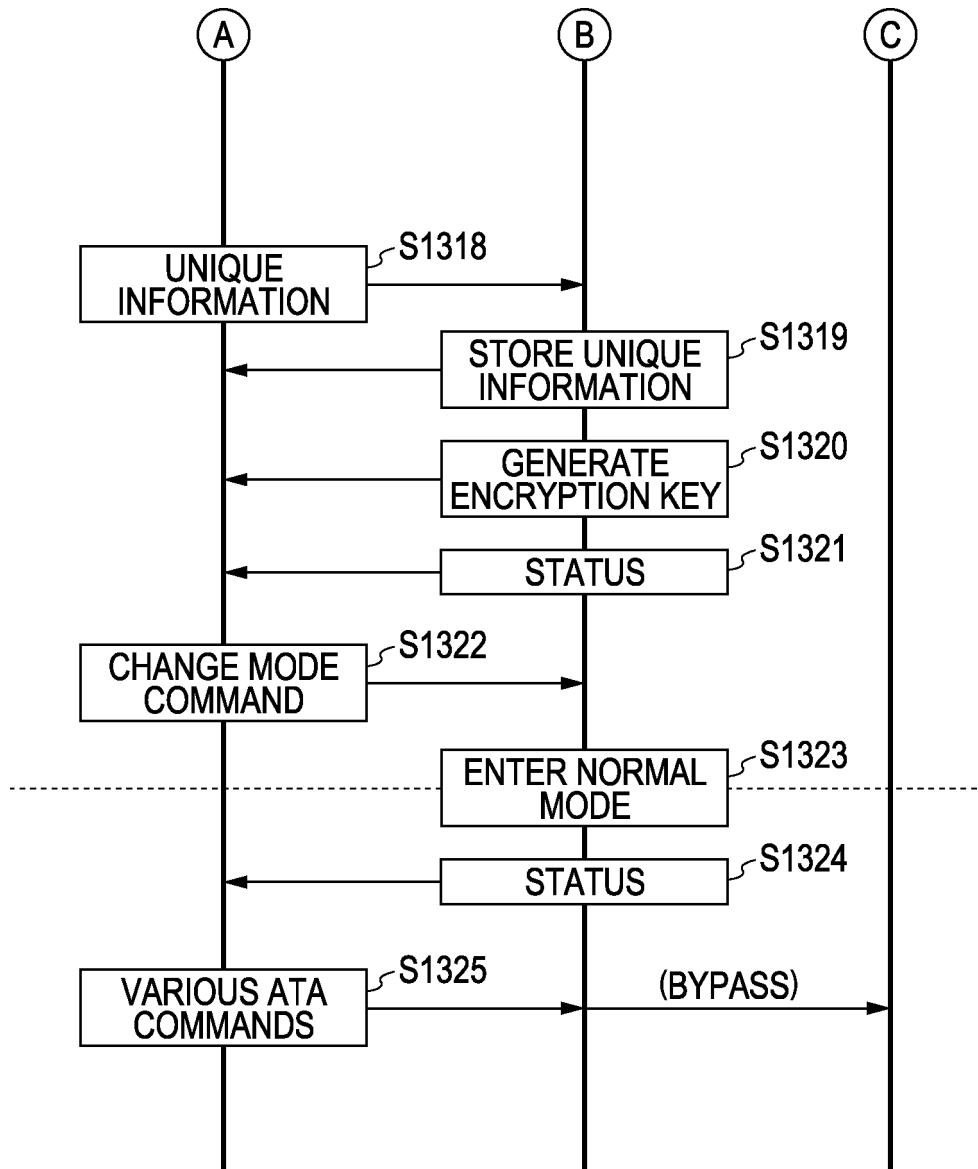 A B C
S1318
UNIQUE
INFORMATION
S1319
STORE UNIQUE
INFORMATION
S1320
GENERATE
ENCRYPTION KEY
S1321
STATUS
S1322
CHANGE MODE
COMMAND
S1323
ENTER NORMAL
MODE
S1324
STATUS
S1325
VARIOUS ATA
COMMANDS
(BYPASS)